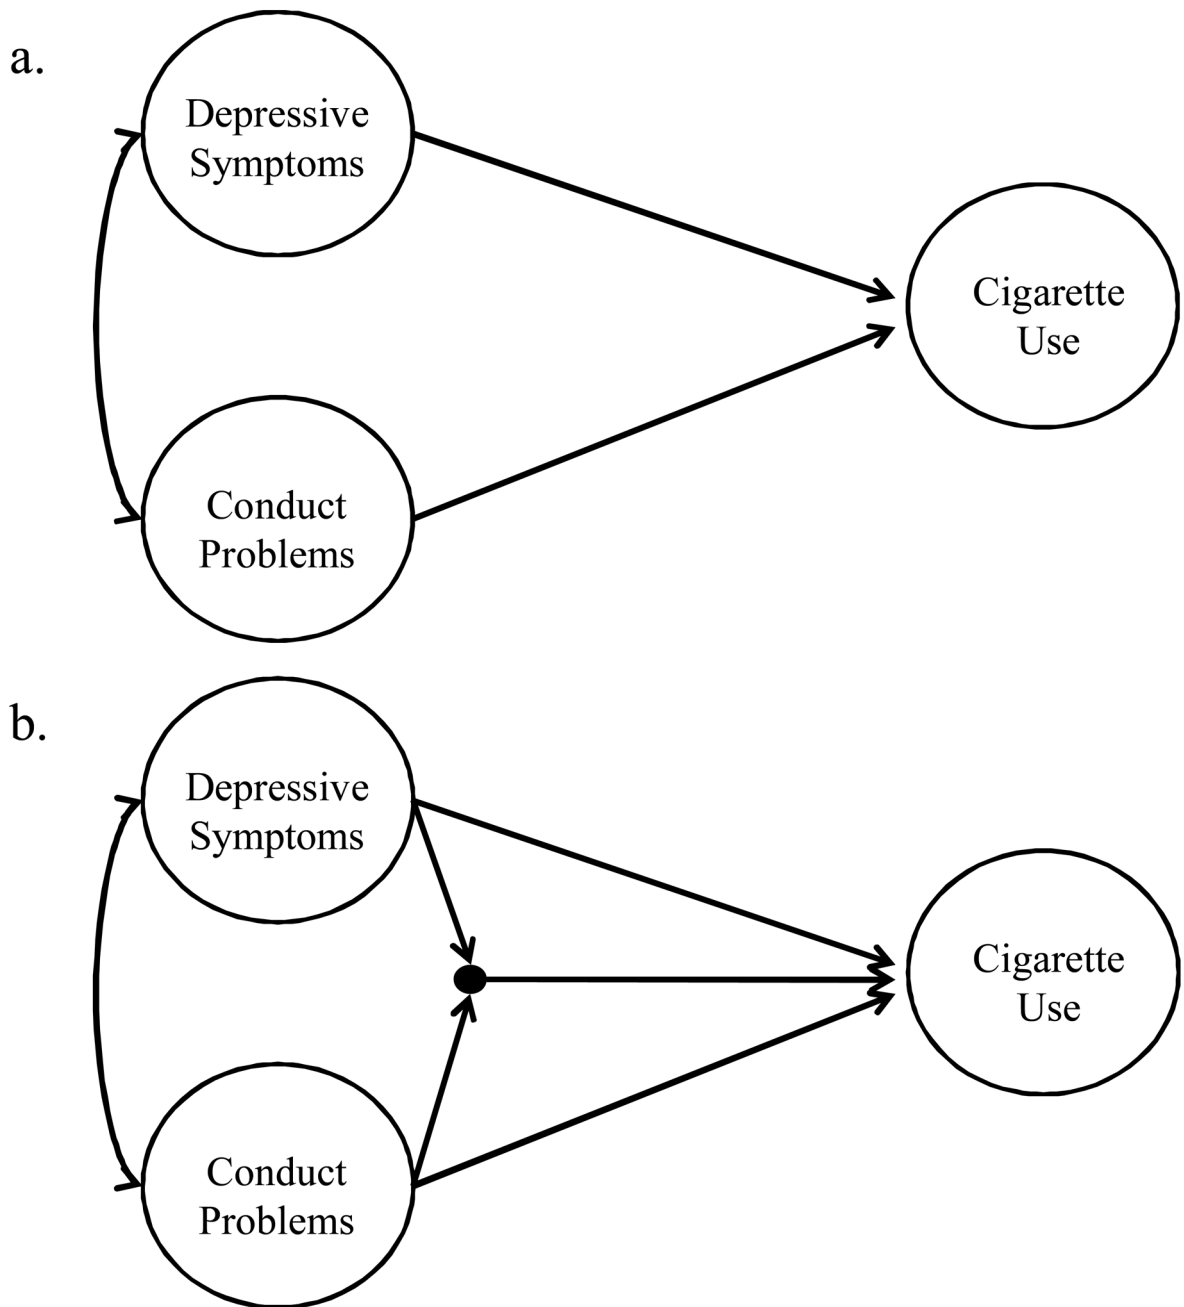 a.
Depressive
Symptoms
Cigarette
Use
Conduct
Problems
b.
Depressive
Symptoms
Cigarette
Use
Conduct
Problems